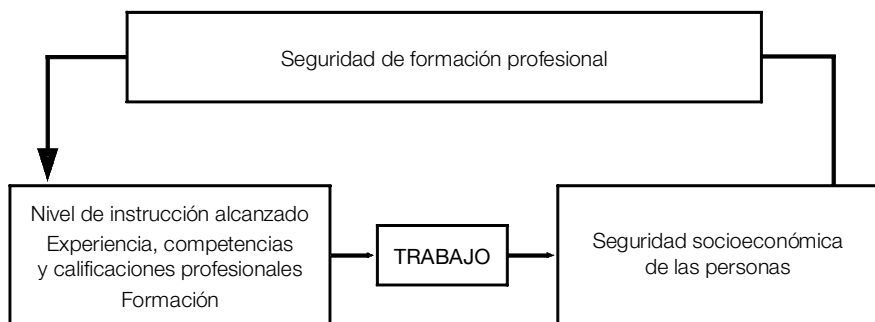 Seguridad de formación profesional
Nivel de instrucción alcanzado
Experiencia, competencias
y calificaciones profesionales
Formación
TRABAJO
Seguridad socioeconómica
de las personas